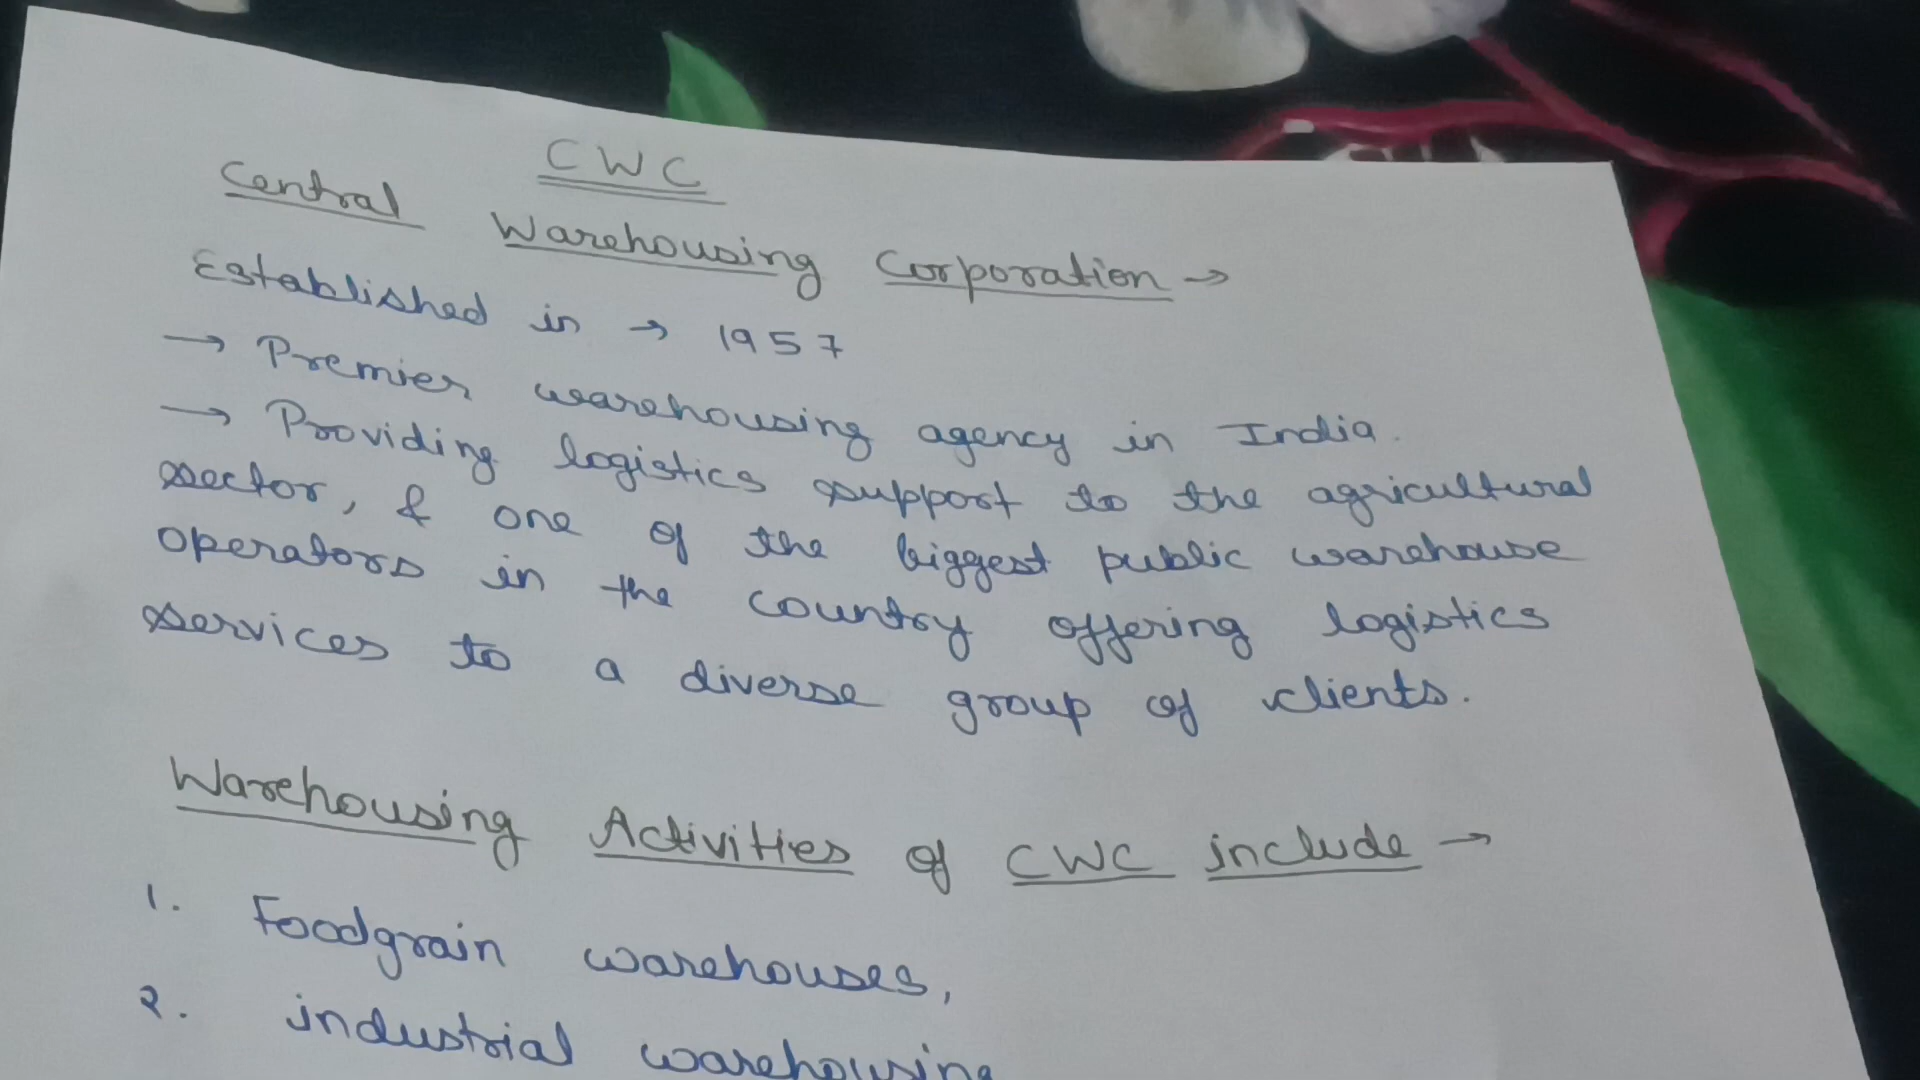 CWC
Central Warehousing Corporation →
Established in → 1957
→ Premier warehousing agency in India.
→ Providing logistics support to the agricultural
sector, & one of the biggest public warehouse
operators in the country offering logistics
services to a diverse group of clients.
Warehousing Activities of CWC include →
1. Foodgrain warehouses,
2. industrial warehousing